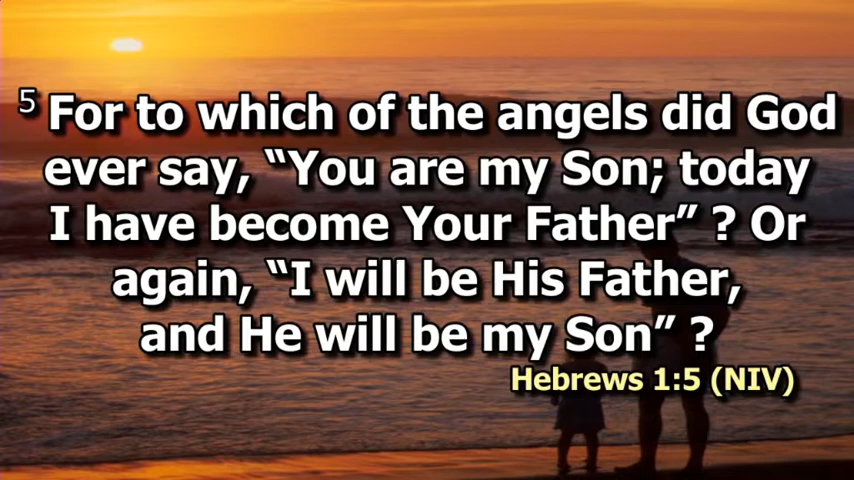 5 For to which of the angels did God
ever say, “You are my Son; today
I have become Your Father” ? Or
again, “I will be His Father,
and He will be my Son” ?
Hebrews 1:5 (NIV)